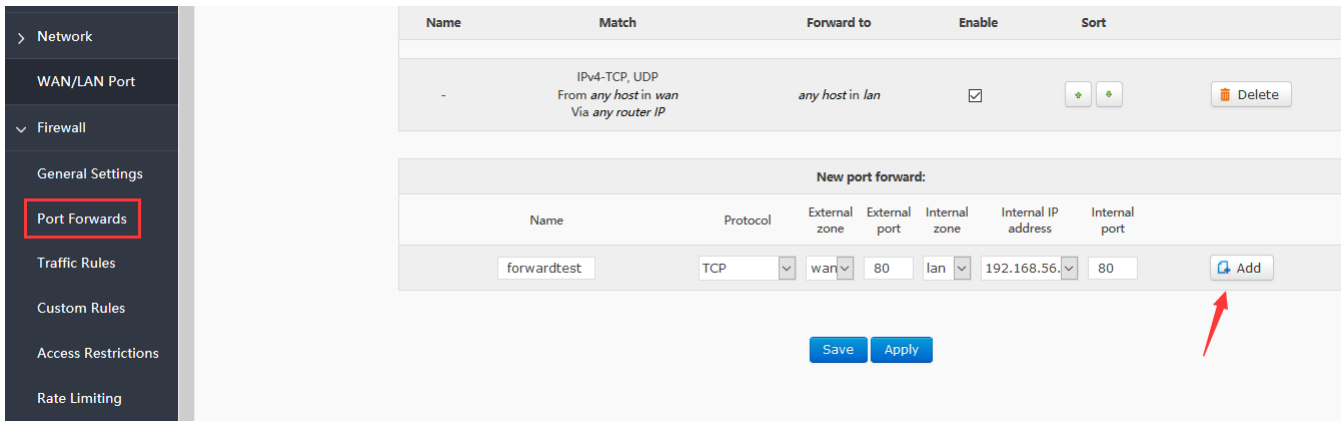 Network
WAN/LAN Port
Firewall
General Settings
Port Forwards
Traffic Rules
Custom Rules
Access Restrictions
Rate Limiting
Name Match Forward to Enable Sort
IPv4-TCP, UDP
- From any host in wan any host in lan Delete
Via any router IP
New port forward:
Name Protocol External zone External port Internal zone Internal IP address Internal port
forwardtest TCP wan 80 lan 192.168.56. 80 Add
Save Apply